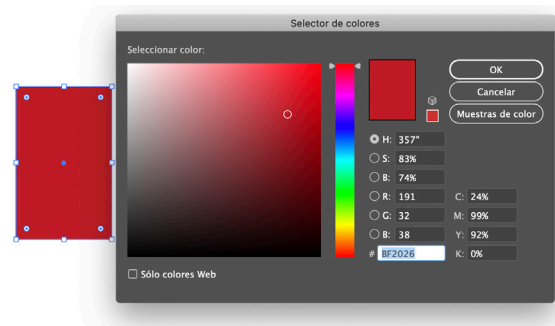 Selector de colores
Seleccionar color:
OK
Cancelar
Muestras de color
H: 357°
S: 83%
B: 74%
R: 191 C: 24%
G: 32 M: 99%
B: 38 Y: 92%
# BF2026 K: 0%
Sólo colores Web